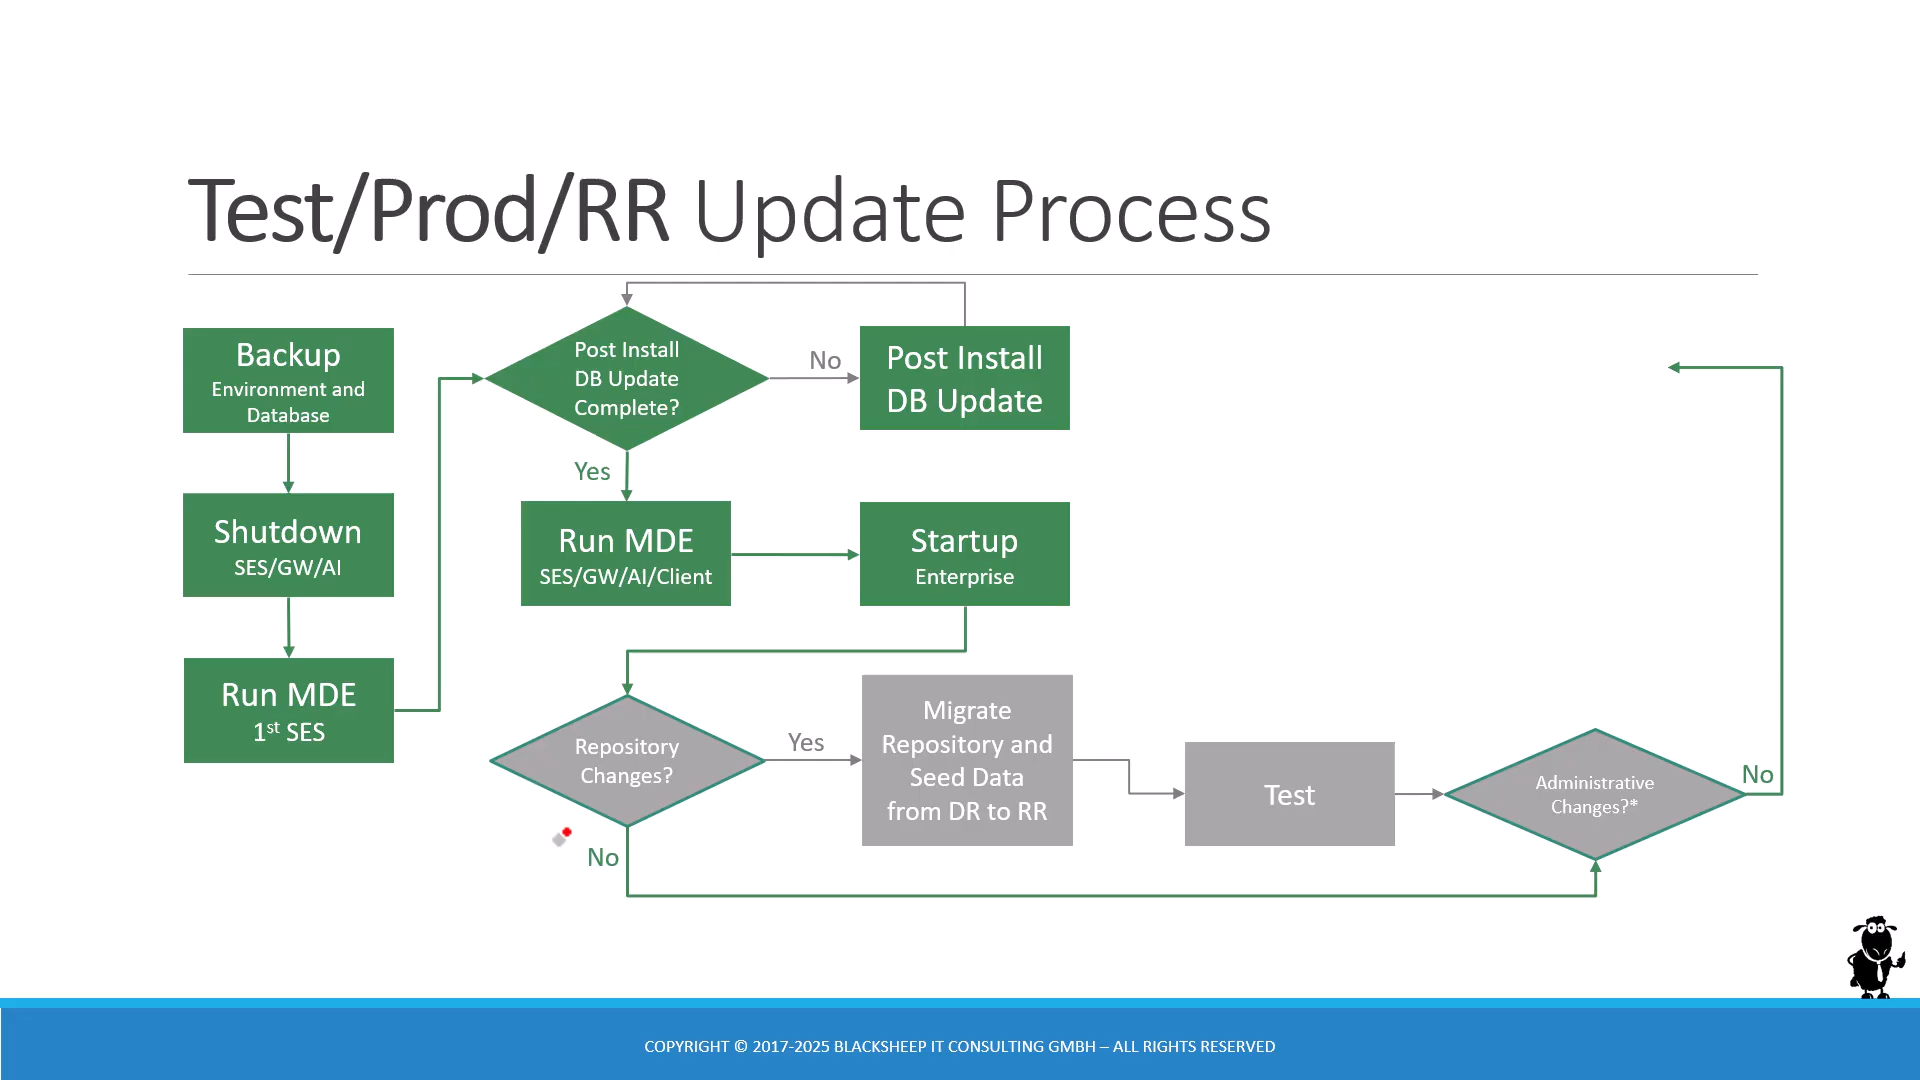 Test/Prod/RR Update Process
Backup
Environment and
Database
Shutdown
SES/GW/AI
Run MDE
1st SES
Post Install
DB Update
Complete?
No
Post Install
DB Update
Yes
Run MDE
SES/GW/AI/Client
Startup
Enterprise
Repository
Changes?
Yes
No
Migrate
Repository and
Seed Data
from DR to RR
Test
Administrative
Changes?*
No
COPYRIGHT © 2017-2025 BLACKSHEEP IT CONSULTING GMBH – ALL RIGHTS RESERVED